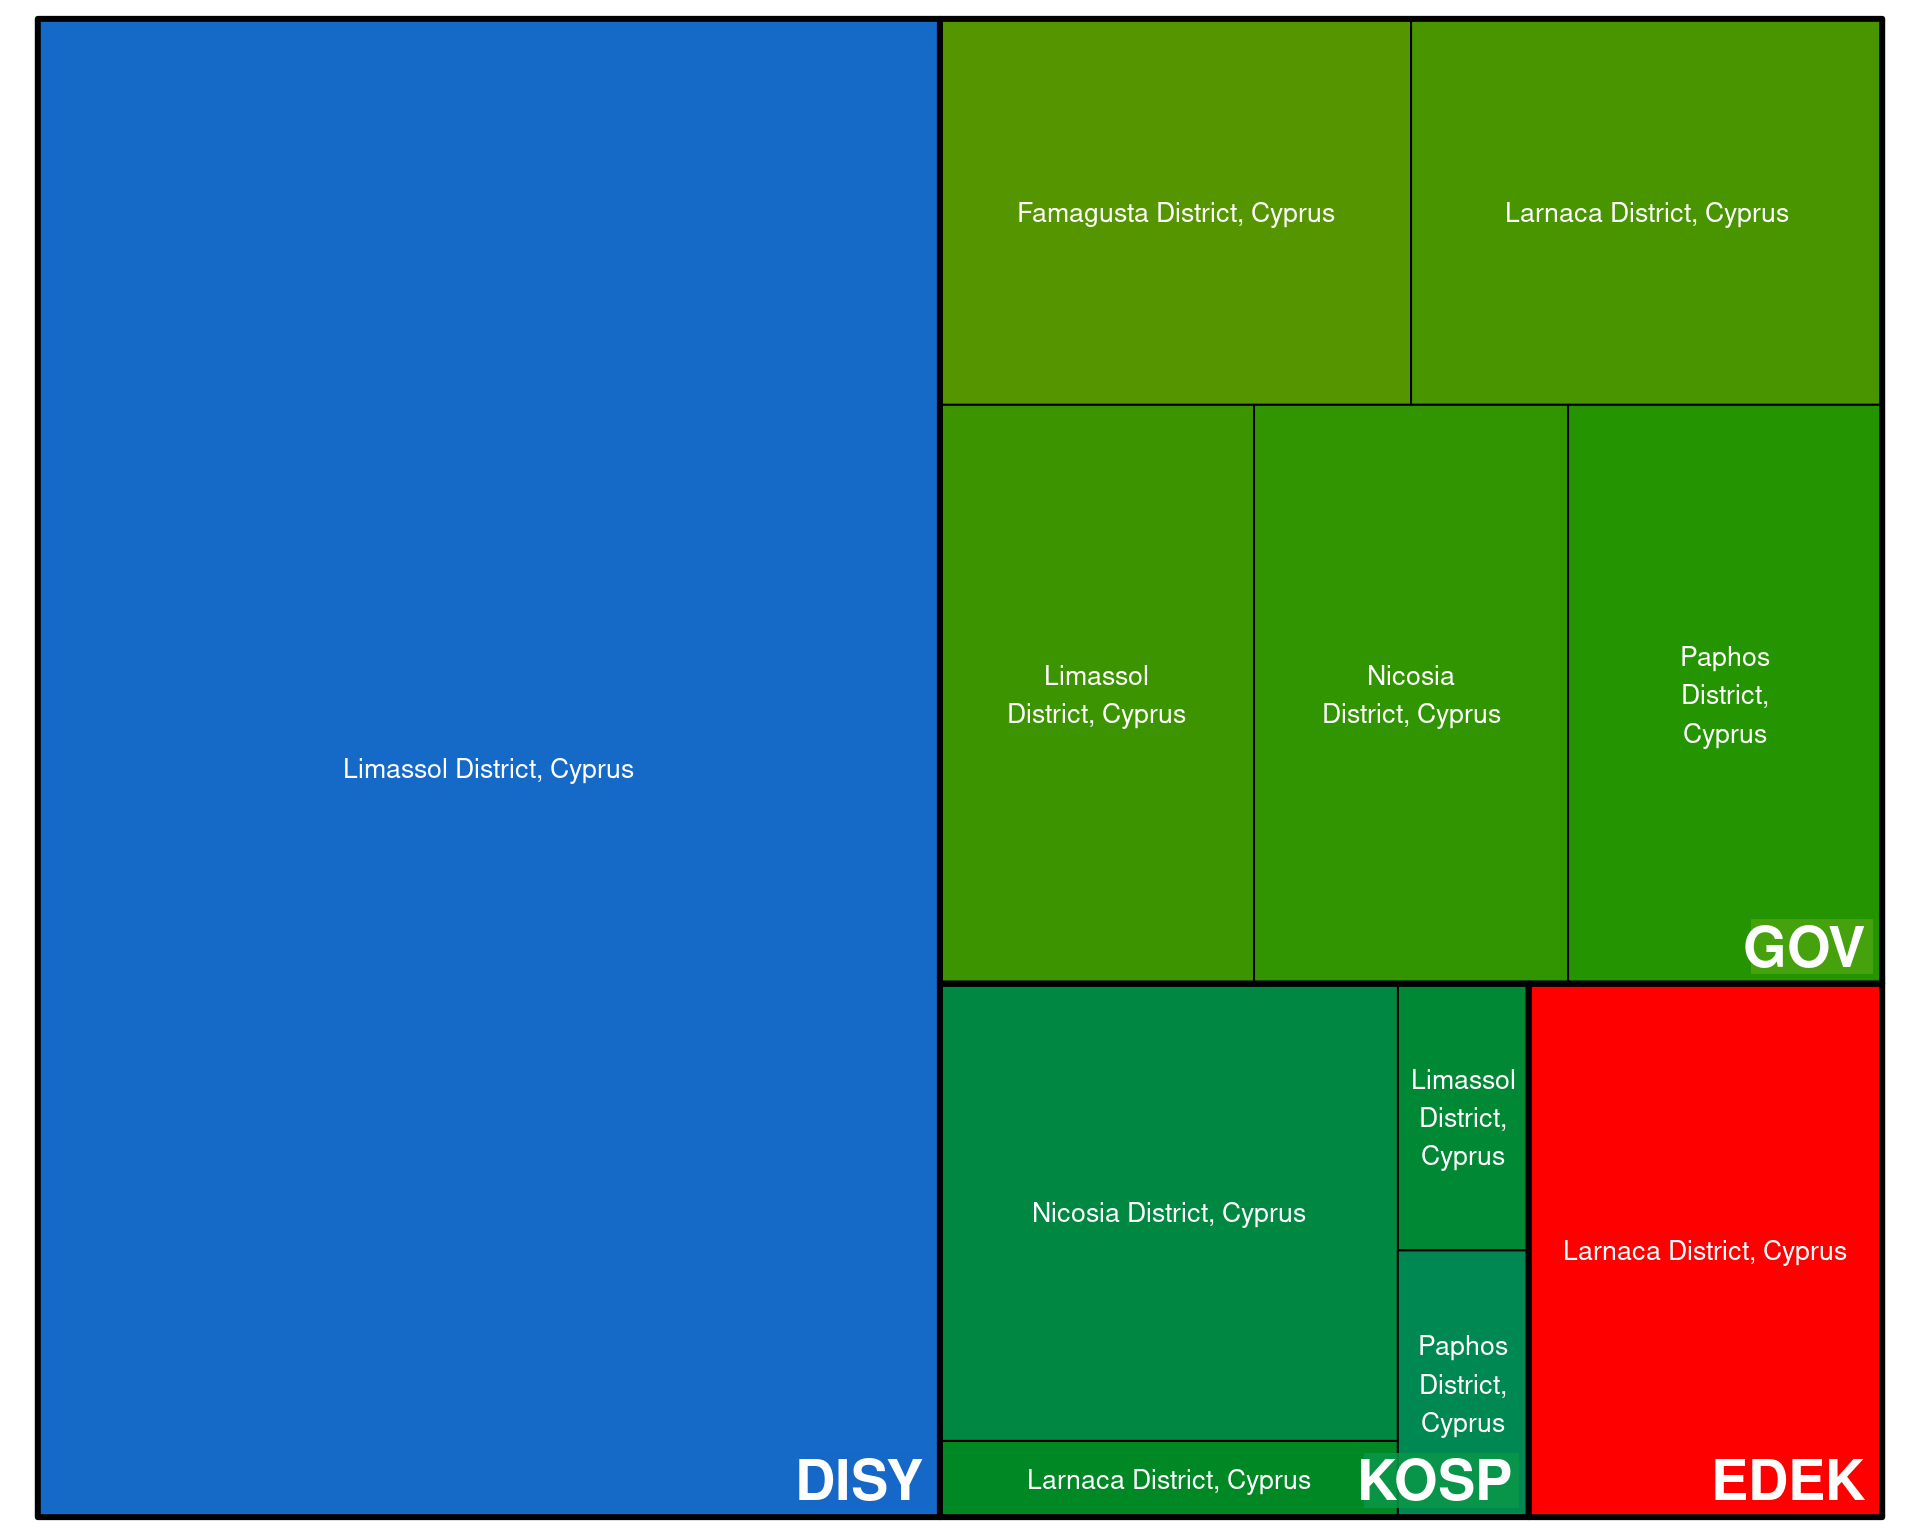 Limassol District, Cyprus
DISY
Famagusta District, Cyprus
Larnaca District, Cyprus
Limassol
District, Cyprus
Nicosia
District, Cyprus
Paphos
District,
Cyprus
GOV
Nicosia District, Cyprus
Limassol
District,
Cyprus
Paphos
District,
Cyprus
Larnaca District, Cyprus
KOSP
Larnaca District, Cyprus
EDEK